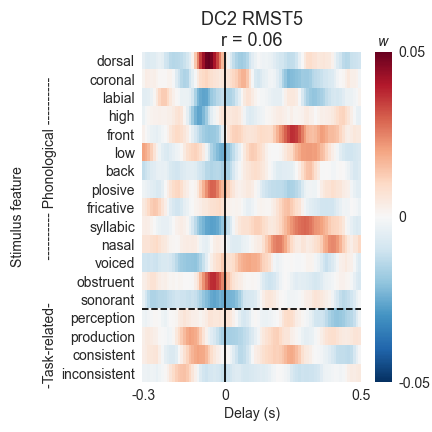 DC2 RMST5
r = 0.06
w
Stimulus feature
---------- Phonological ----------
-Task-related-
dorsal
coronal
labial
high
front
low
back
plosive
fricative
syllabic
nasal
voiced
obstruent
sonorant
perception
production
consistent
inconsistent
-0.3
0
0.5
Delay (s)
0.05
0
-0.05